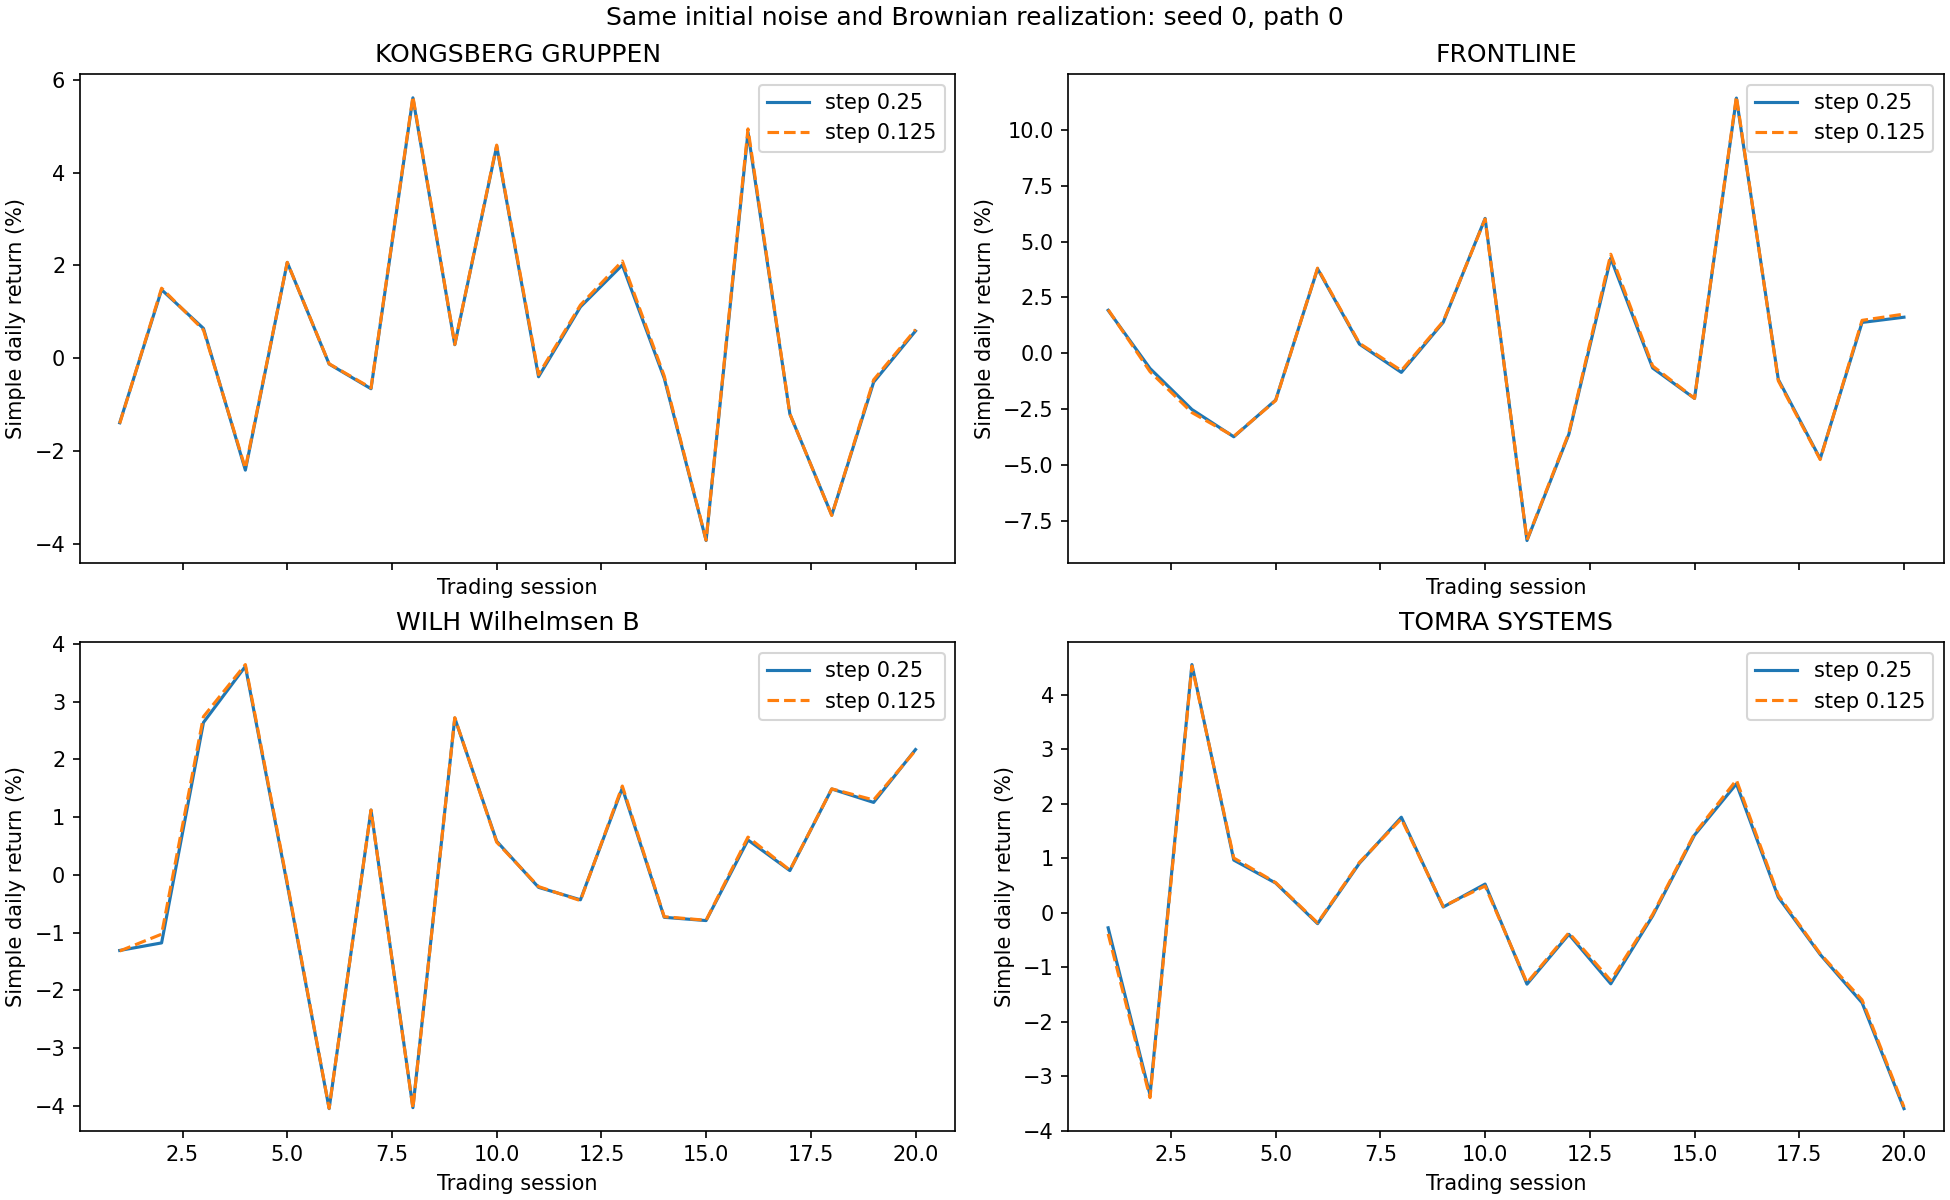 Same initial noise and Brownian realization: seed 0, path 0
KONGSBERG GRUPPEN
6
4
2
0
−2
−4
Simple daily return (%)
step 0.25
step 0.125
Trading session
FRONTLINE
10.0
7.5
5.0
2.5
0.0
−2.5
−5.0
−7.5
Simple daily return (%)
step 0.25
step 0.125
Trading session
WILH Wilhelmsen B
4
3
2
1
0
−1
−2
−3
−4
Simple daily return (%)
step 0.25
step 0.125
2.5 5.0 7.5 10.0 12.5 15.0 17.5 20.0
Trading session
TOMRA SYSTEMS
4
3
2
1
0
−1
−2
−3
−4
Simple daily return (%)
step 0.25
step 0.125
2.5 5.0 7.5 10.0 12.5 15.0 17.5 20.0
Trading session